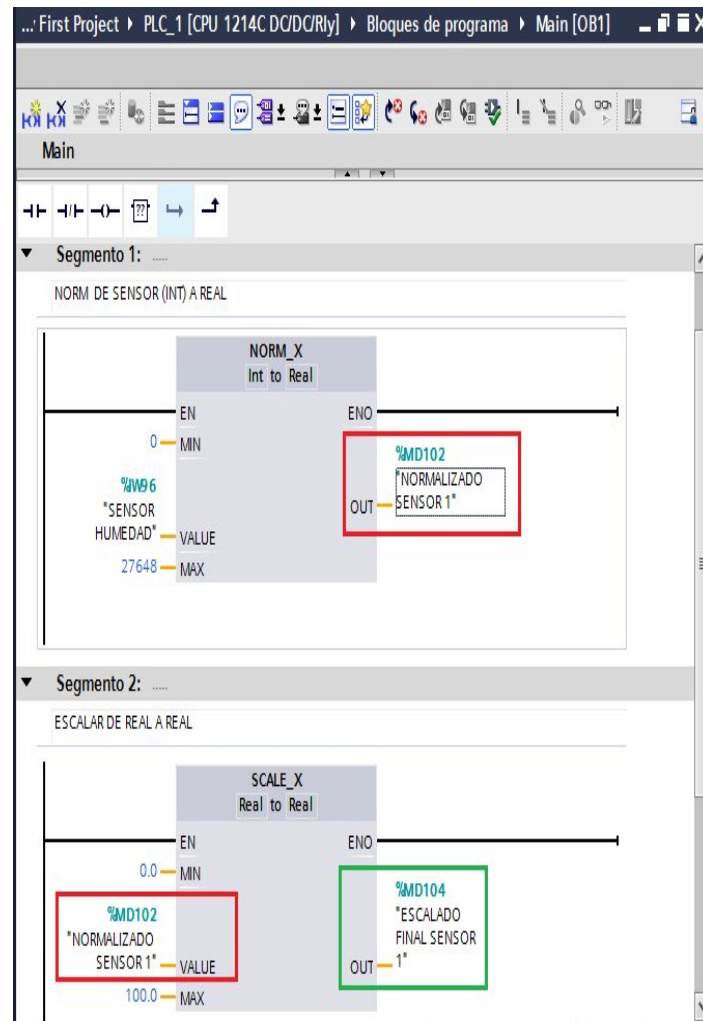 ...: First Project ▸ PLC_1 [CPU 1214C DC/DC/Rly] ▸ Bloques de programa ▸ Main [OB1]
Main
Segmento 1: .....
NORM DE SENSOR (INT) A REAL
NORM_X
Int to Real
EN ENO
0 MIN
%MD102
"NORMALIZADO
SENSOR 1"
OUT
%IW96
"SENSOR
HUMEDAD"
VALUE
27648 MAX
Segmento 2: .....
ESCALAR DE REAL A REAL
SCALE_X
Real to Real
EN ENO
0.0 MIN
%MD102
"NORMALIZADO
SENSOR 1"
VALUE
%MD104
"ESCALADO
FINAL SENSOR
1"
OUT
100.0 MAX